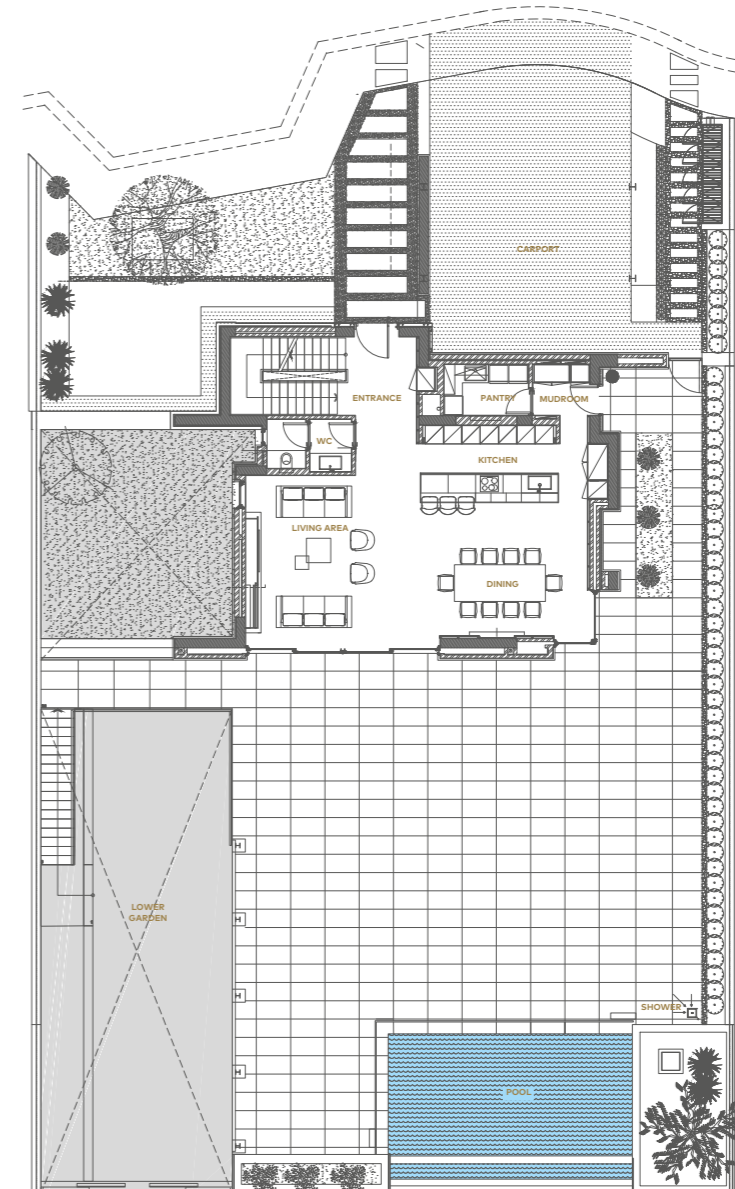 CARPORT
ENTRANCE
PANTRY
MUDROOM
WC
KITCHEN
LIVING AREA
DINING
LOWER
GARDEN
SHOWER
POOL